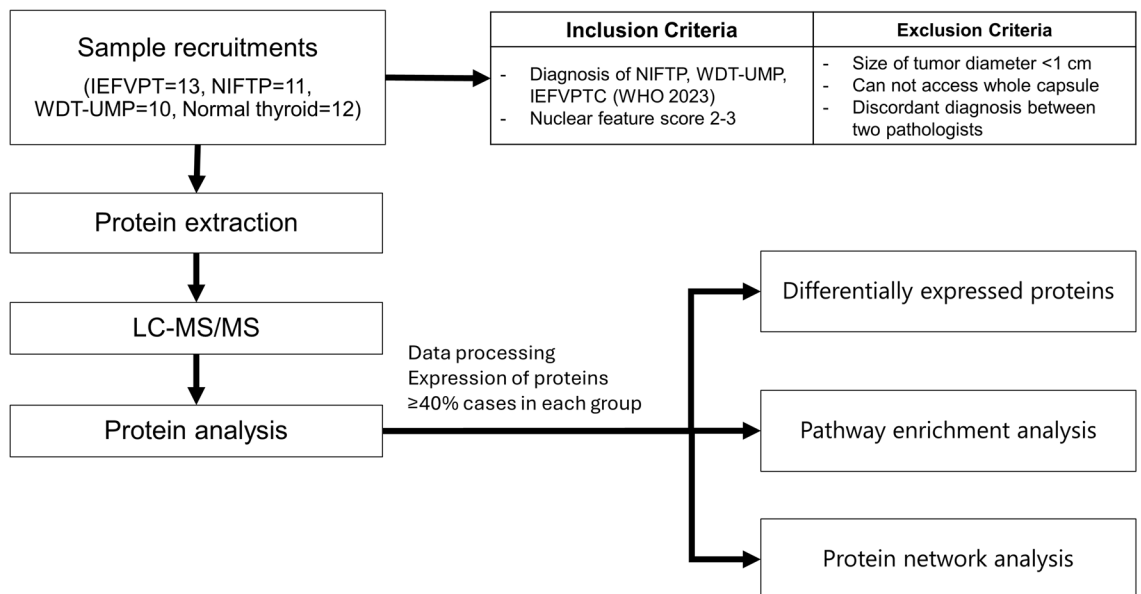 Sample recruitments
(IEFVPT=13, NIFTP=11,
WDT-UMP=10, Normal thyroid=12)
Inclusion Criteria
- Diagnosis of NIFTP, WDT-UMP,
IEFVPTC (WHO 2023)
- Nuclear feature score 2-3
Exclusion Criteria
- Size of tumor diameter <1 cm
- Can not access whole capsule
- Discordant diagnosis between
two pathologists
Protein extraction
LC-MS/MS
Protein analysis
Data processing
Expression of proteins
≥40% cases in each group
Differentially expressed proteins
Pathway enrichment analysis
Protein network analysis